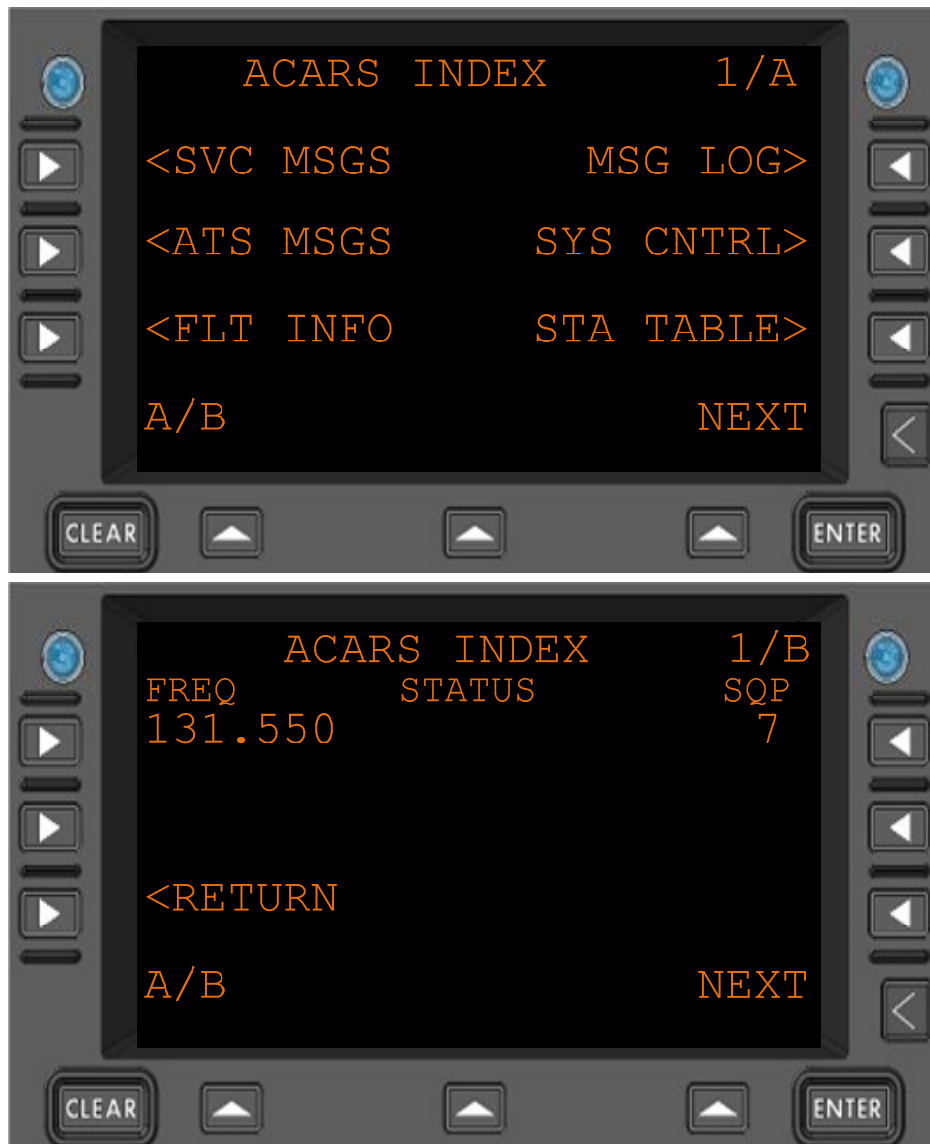 ACARS INDEX 1/A
<SVC MSGS MSG LOG>
<ATS MSGS SYS CNTRL>
<FLT INFO STA TABLE>
A/B NEXT
CLEAR ENTER
ACARS INDEX 1/B
FREQ STATUS SQP
131.550 7
<RETURN
A/B NEXT
CLEAR ENTER